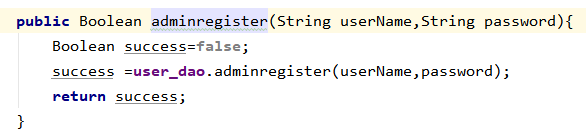 public Boolean adminregister(String userName,String password){
Boolean success=false;
success =user_dao.adminregister(userName,password);
return success;
}